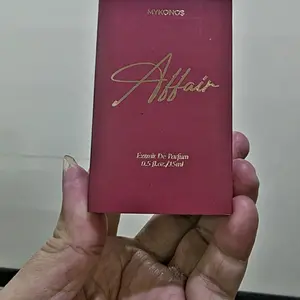 MYKONOS
Affair
Extrait De Parfum
0.5 fl.oz/15ml